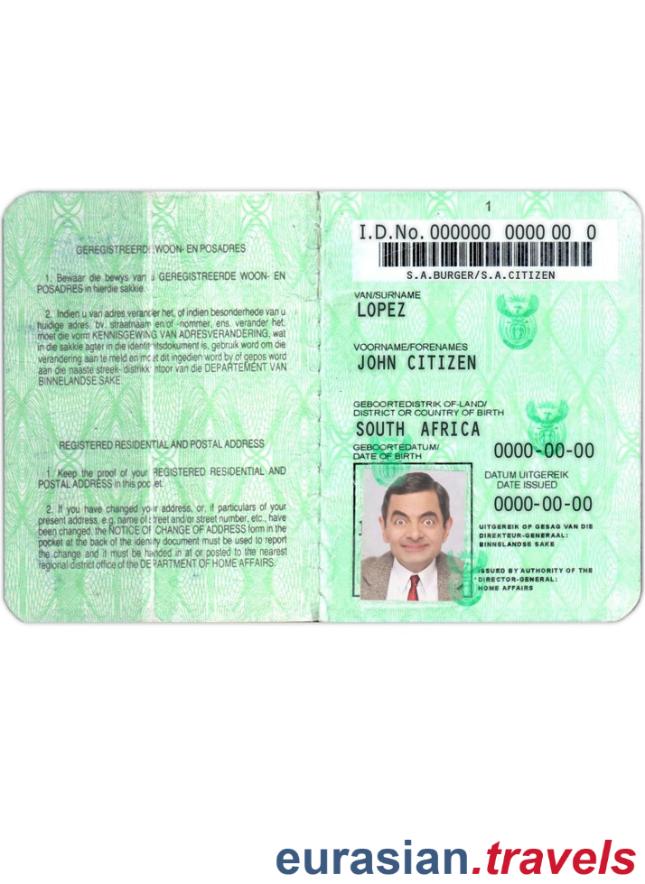 GEREGISTREERDE WOON- EN POSADRES
1. Bewaar die bewys van u GEREGISTREERDE WOON- EN
POSADRES in hierdie sakkie.
2. Indien u van adres verander het, of indien besonderhede van u
huidige adres, bv. straatnaam en/of -nommer, ens. verander het,
moet die vorm KENNISGEWING VAN ADRESVERANDERING, wat
in die sakkie agter in die identiteitsdokument is, gebruik word om die
verandering aan te meld en moet dit ingedien word by of gepos word
aan die naaste streek- distrikkantoor van die DEPARTEMENT VAN
BINNELANDSE SAKE.
REGISTERED RESIDENTIAL AND POSTAL ADDRESS
1. Keep the proof of your REGISTERED RESIDENTIAL AND
POSTAL ADDRESS in this pocket.
2. If you have changed your address, or, if particulars of your
present address, e.g. name of street and/or street number, etc., have
been changed, the NOTICE OF CHANGE OF ADDRESS form in the
pocket at the back of the identity document must be used to report
the change and it must be handed in at or posted to the nearest
regional district office of the DEPARTMENT OF HOME AFFAIRS.
1
I.D.No. 000000 0000 00 0
S.A.BURGER/S.A.CITIZEN
VAN/SURNAME
LOPEZ
VOORNAME/FORENAMES
JOHN CITIZEN
GEBOORTEDISTRIK OF-LAND/
DISTRICT OR COUNTRY OF BIRTH
SOUTH AFRICA
GEBOORTEDATUM/
DATE OF BIRTH
0000-00-00
DATUM UITGEREIK
DATE ISSUED
0000-00-00
UITGEREIK OP GESAG VAN DIE
DIREKTEUR-GENERAAL:
BINNELANDSE SAKE
ISSUED BY AUTHORITY OF THE
DIRECTOR-GENERAL:
HOME AFFAIRS
eurasian.travels